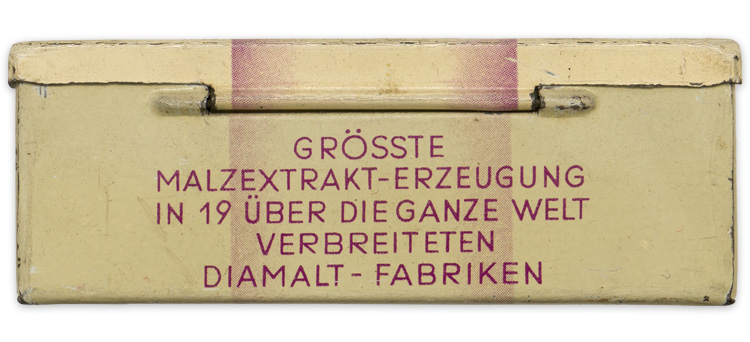 GRÖSSTE
MALZEXTRAKT-ERZEUGUNG
IN 19 ÜBER DIE GANZE WELT
VERBREITETEN
DIAMALT - FABRIKEN